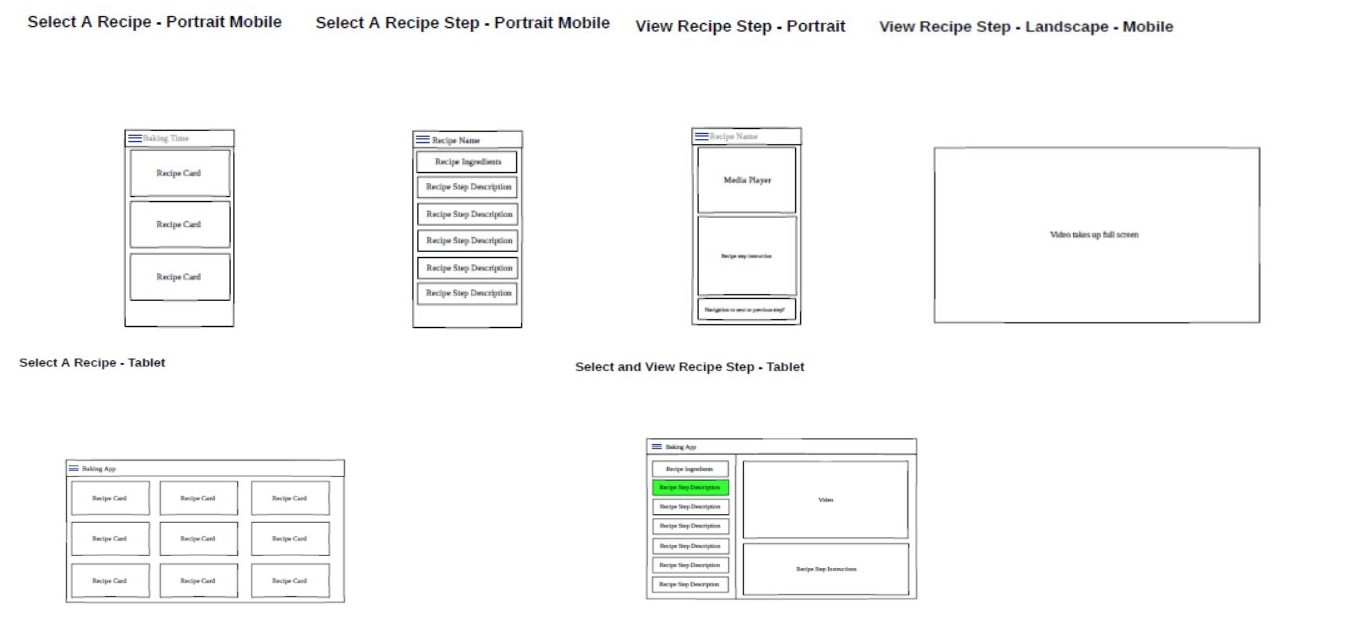 Select A Recipe - Portrait Mobile
Select A Recipe Step - Portrait Mobile
View Recipe Step - Portrait
View Recipe Step - Landscape - Mobile
Baking Time
Recipe Card
Recipe Card
Recipe Card
Recipe Name
Recipe Ingredients
Recipe Step Description
Recipe Step Description
Recipe Step Description
Recipe Step Description
Recipe Step Description
Recipe Name
Media Player
Recipe step instruction
Navigation to next or previous step?
Video takes up full screen
Select A Recipe - Tablet
Select and View Recipe Step - Tablet
Baking App
Recipe Card
Recipe Card
Recipe Card
Recipe Card
Recipe Card
Recipe Card
Recipe Card
Recipe Card
Recipe Card
Baking App
Recipe Ingredients
Recipe Step Description
Recipe Step Description
Recipe Step Description
Recipe Step Description
Recipe Step Description
Recipe Step Description
Video
Recipe Step Instructions